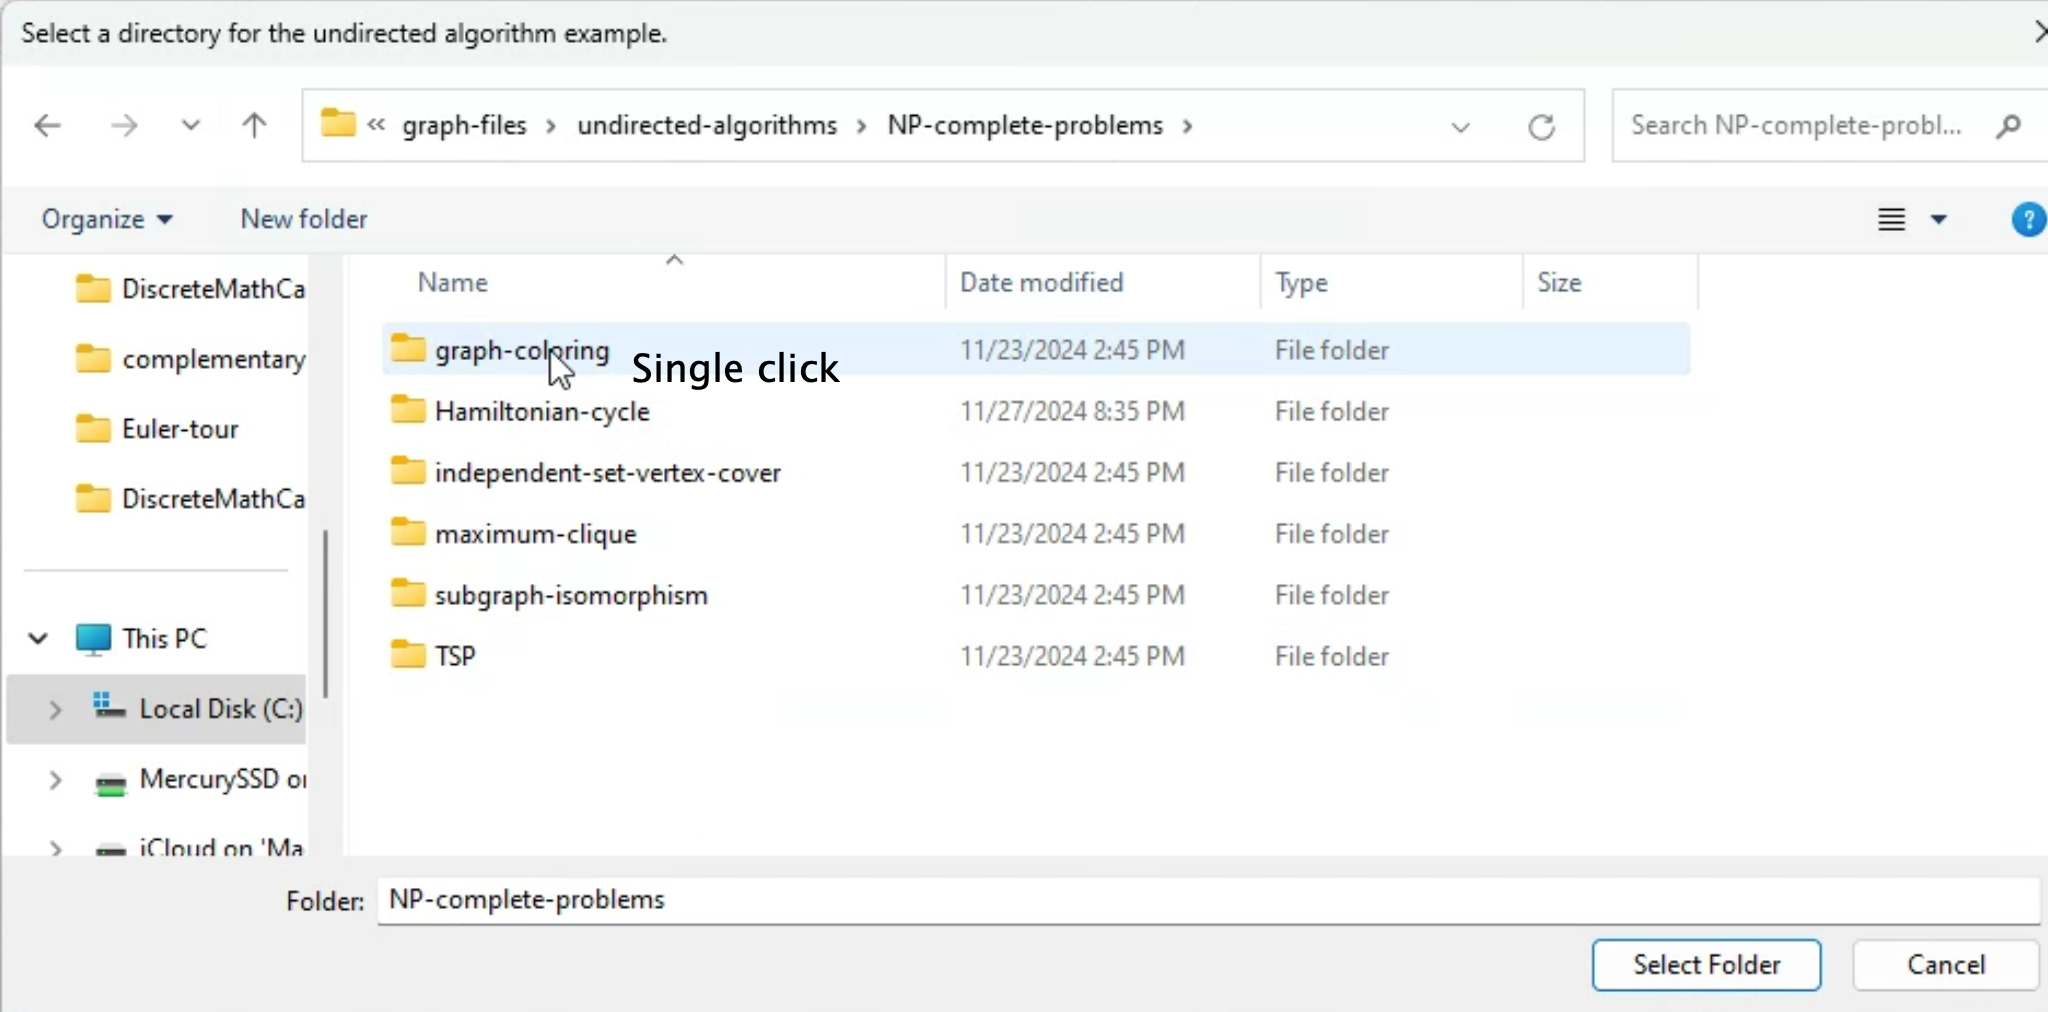 Select a directory for the undirected algorithm example.
« graph-files › undirected-algorithms › NP-complete-problems ›
Search NP-complete-probl...
Organize New folder
?
DiscreteMathCa
complementary
Euler-tour
DiscreteMathCa
This PC
Local Disk (C:)
MercurySSD
iCloud on 'Ma
Name Date modified Type Size
graph-coloring 11/23/2024 2:45 PM File folder
Single click
Hamiltonian-cycle 11/27/2024 8:35 PM File folder
independent-set-vertex-cover 11/23/2024 2:45 PM File folder
maximum-clique 11/23/2024 2:45 PM File folder
subgraph-isomorphism 11/23/2024 2:45 PM File folder
TSP 11/23/2024 2:45 PM File folder
Folder: NP-complete-problems
Select Folder Cancel